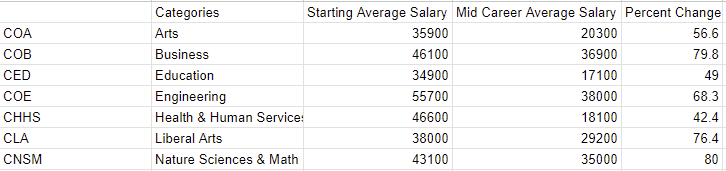 Categories Starting Average Salary Mid Career Average Salary Percent Change
COA Arts 35900 20300 56.6
COB Business 46100 36900 79.8
CED Education 34900 17100 49
COE Engineering 55700 38000 68.3
CHHS Health & Human Services 46600 18100 42.4
CLA Liberal Arts 38000 29200 76.4
CNSM Nature Sciences & Math 43100 35000 80